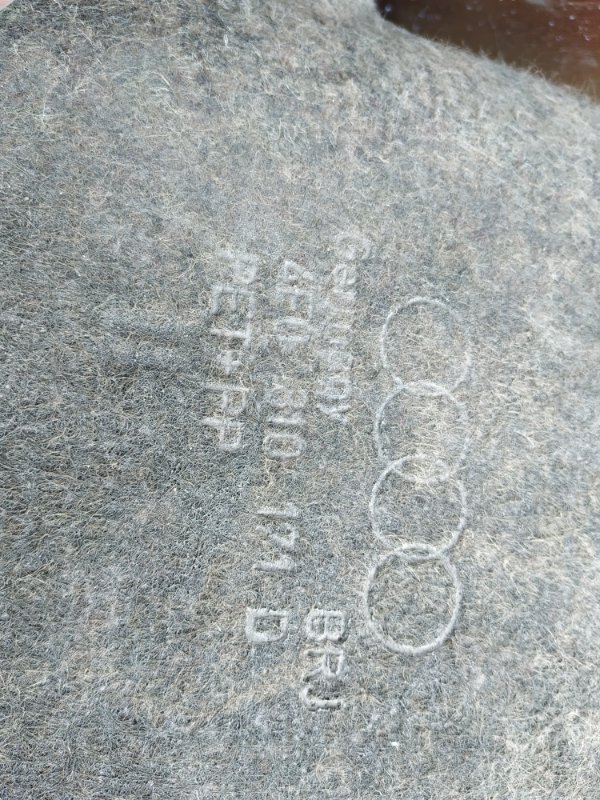 Germany BRJ
4F0 810 171 D
PET+PP